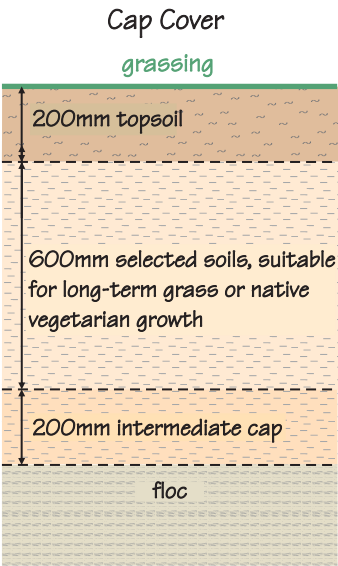 Cap Cover
grassing
200mm topsoil
600mm selected soils, suitable
for long-term grass or native
vegetarian growth
200mm intermediate cap
floc